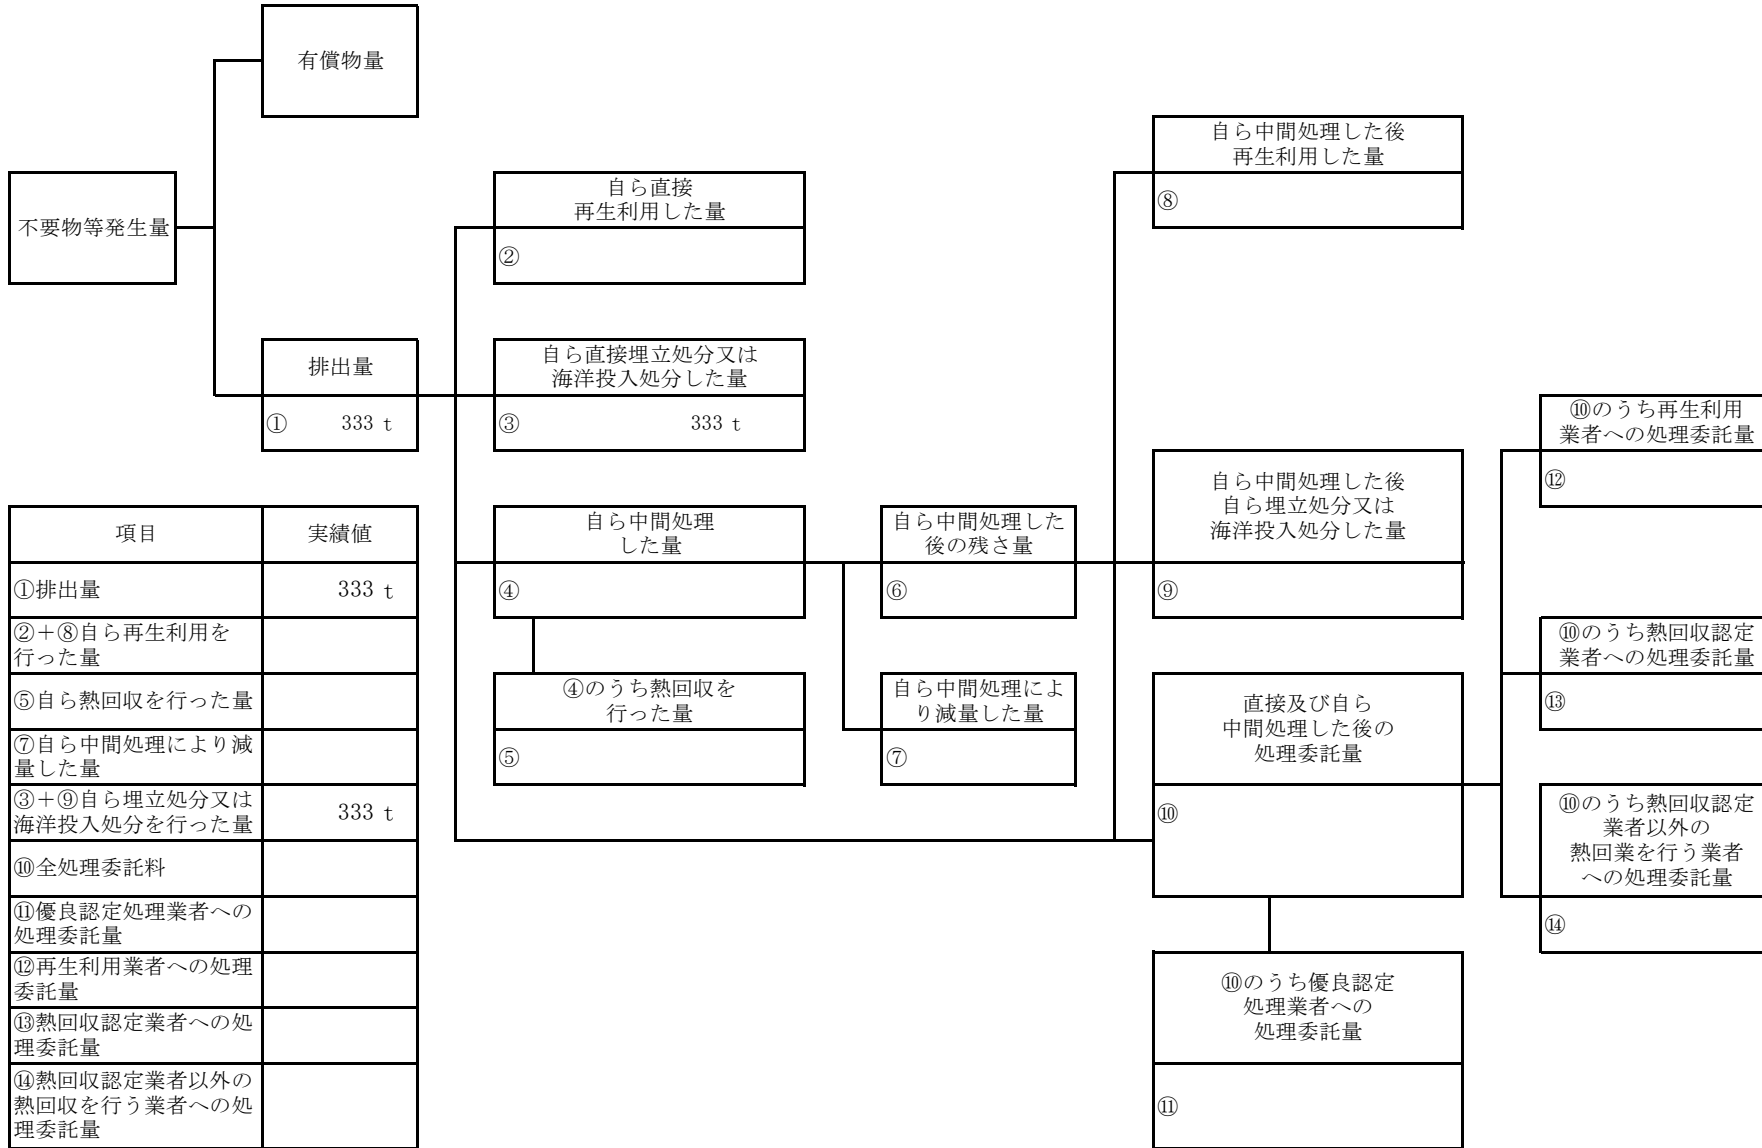 有償物量
自ら中間処理した後
再生利用した量
⑧
不要物等発生量
自ら直接
再生利用した量
②
排出量
① 333 t
自ら直接埋立処分又は
海洋投入処分した量
③ 333 t
⑩のうち再生利用
業者への処理委託量
⑫
自ら中間処理した後
自ら埋立処分又は
海洋投入処分した量
⑨
自ら中間処理
した量
④
自ら中間処理した
後の残さ量
⑥
⑩のうち熱回収認定
業者への処理委託量
⑬
④のうち熱回収を
行った量
⑤
自ら中間処理によ
り減量した量
⑦
直接及び自ら
中間処理した後の
処理委託量
⑩
⑩のうち熱回収認定
業者以外の
熱回業を行う業者
への処理委託量
⑭
⑩のうち優良認定
処理業者への
処理委託量
⑪
項目 実績値
①排出量 333 t
②＋⑧自ら再生利用を
行った量
⑤自ら熱回収を行った量
⑦自ら中間処理により減
量した量
③＋⑨自ら埋立処分又は
海洋投入処分を行った量 333 t
⑩全処理委託料
⑪優良認定処理業者への
処理委託量
⑫再生利用業者への処理
委託量
⑬熱回収認定業者への処
理委託量
⑭熱回収認定業者以外の
熱回収を行う業者への処
理委託量